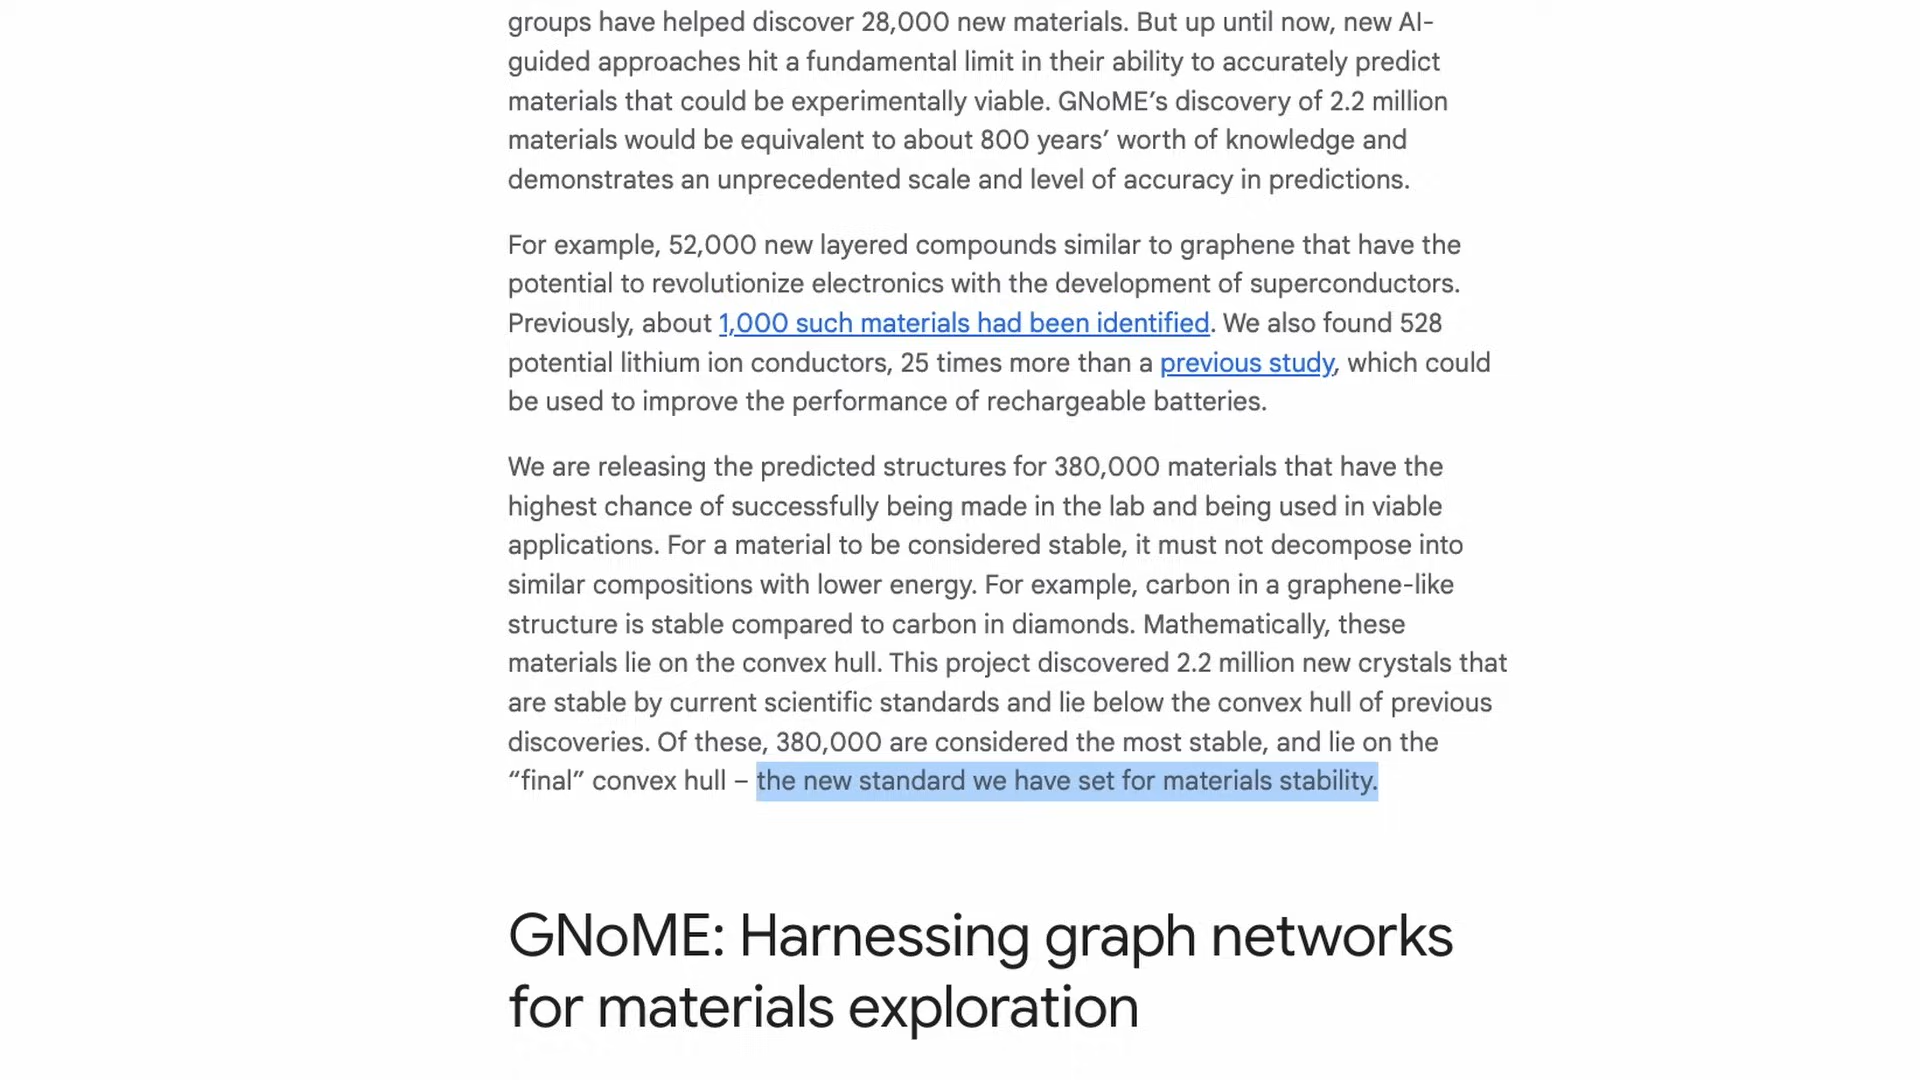 groups have helped discover 28,000 new materials. But up until now, new AI-
guided approaches hit a fundamental limit in their ability to accurately predict
materials that could be experimentally viable. GNoME’s discovery of 2.2 million
materials would be equivalent to about 800 years’ worth of knowledge and
demonstrates an unprecedented scale and level of accuracy in predictions.
For example, 52,000 new layered compounds similar to graphene that have the
potential to revolutionize electronics with the development of superconductors.
Previously, about 1,000 such materials had been identified. We also found 528
potential lithium ion conductors, 25 times more than a previous study, which could
be used to improve the performance of rechargeable batteries.
We are releasing the predicted structures for 380,000 materials that have the
highest chance of successfully being made in the lab and being used in viable
applications. For a material to be considered stable, it must not decompose into
similar compositions with lower energy. For example, carbon in a graphene-like
structure is stable compared to carbon in diamonds. Mathematically, these
materials lie on the convex hull. This project discovered 2.2 million new crystals that
are stable by current scientific standards and lie below the convex hull of previous
discoveries. Of these, 380,000 are considered the most stable, and lie on the
“final” convex hull – the new standard we have set for materials stability.
GNoME: Harnessing graph networks
for materials exploration